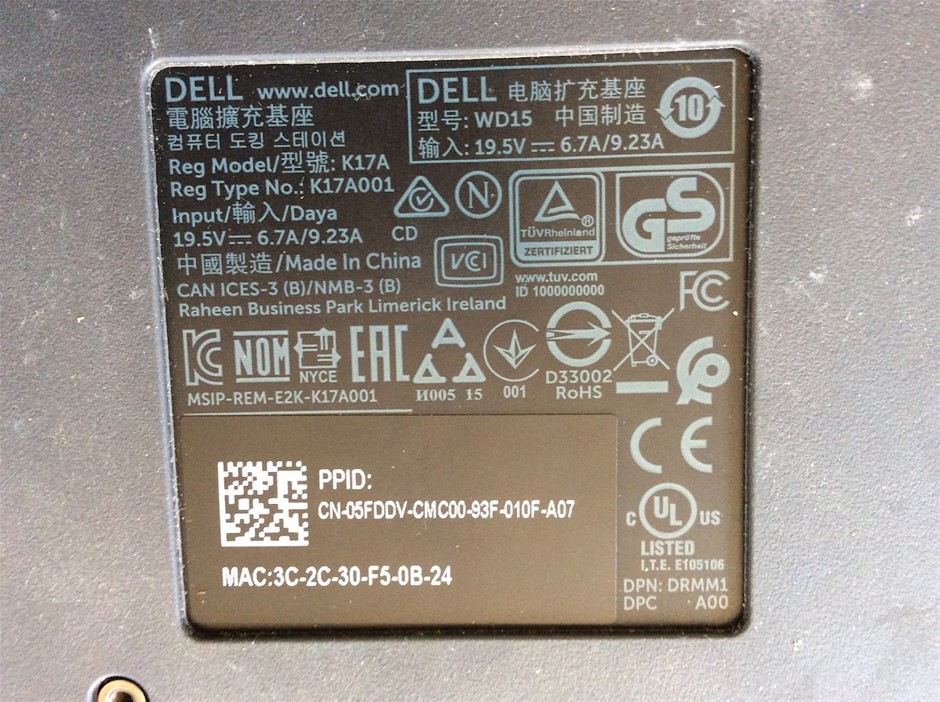 DELL www.dell.com
電腦擴充基座
컴퓨터 도킹 스테이션
Reg Model/型號: K17A
Reg Type No.: K17A001
Input/輸入/Daya
19.5V⎓ 6.7A/9.23A CD
中國製造/Made In China
CAN ICES-3 (B)/NMB-3 (B)
Raheen Business Park Limerick Ireland
DELL 电脑扩充基座
型号: WD15 中国制造
输入: 19.5V⎓ 6.7A/9.23A
10
N
VCCI
TÜVRheinland®
ZERTIFIZIERT
GS
geprüfte
Sicherheit
www.tuv.com
ID 1000000000
FC
KC
NOM
NYCE
EAC
И005 15
001
D33002
RoHS
MSIP-REM-E2K-K17A001
PPID:
CN-05FDDV-CMC00-93F-010F-A07
MAC:3C-2C-30-F5-0B-24
CE
C UL US
LISTED
I.T.E. E105106
DPN: DRMM1
DPC A00